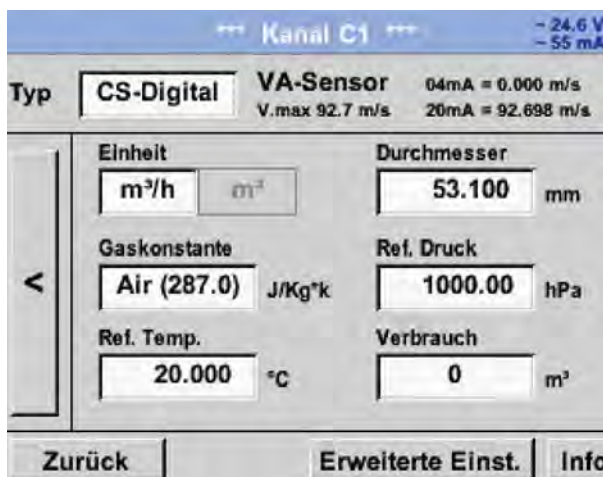 *** Kanal C1 ***
~ 24.6 V
~ 55 mA
Typ CS-Digital VA-Sensor 04mA = 0.000 m/s
V.max 92.7 m/s 20mA = 92.698 m/s
Einheit Durchmesser
m³/h m³ 53.100 mm
Gaskonstante Ref. Druck
< Air (287.0) J/Kg*k 1000.00 hPa
Ref. Temp. Verbrauch
20.000 °C 0 m³
Zurück Erweiterte Einst. Info